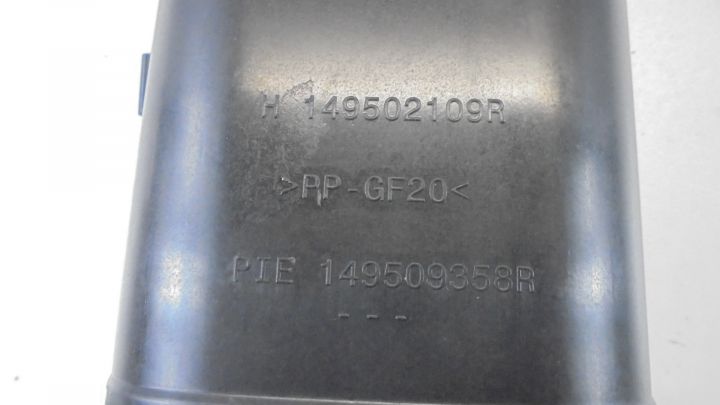 H 149502109R
>PP-GF20<
PIE 149509358R
---